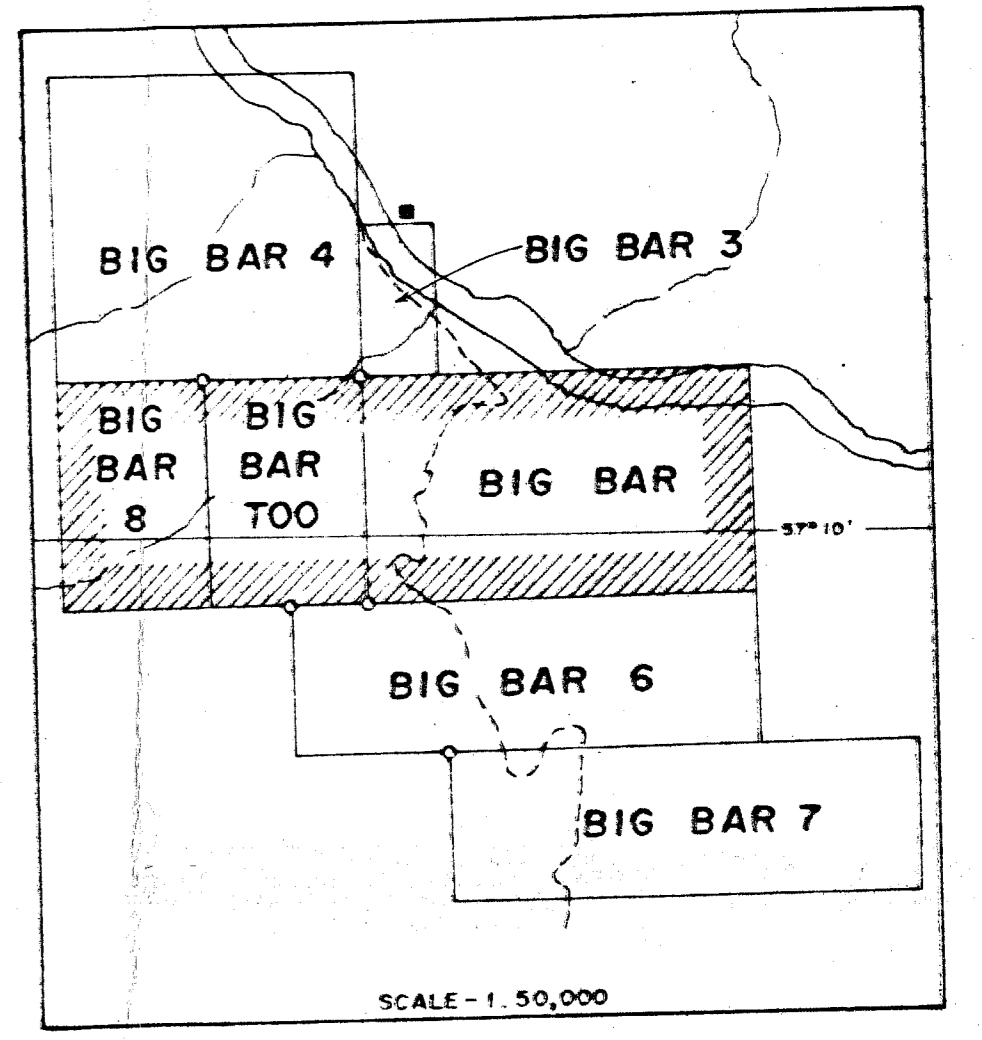 BIG BAR 4
BIG BAR 3
BIG
BAR
8
BIG
BAR
TOO
BIG BAR
57° 10'
BIG BAR 6
BIG BAR 7
SCALE - 1. 50,000